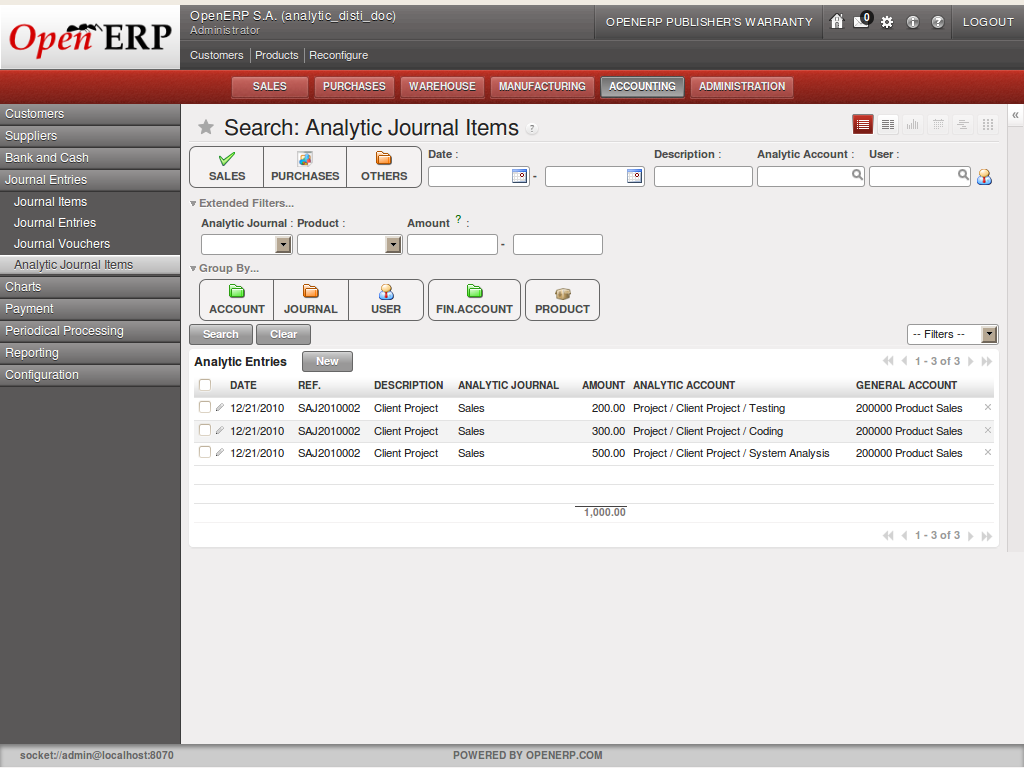 Open ERP
OpenERP S.A. (analytic_disti_doc)
Administrator
OPENERP PUBLISHER'S WARRANTY
0
LOGOUT
Customers
Products
Reconfigure
SALES
PURCHASES
WAREHOUSE
MANUFACTURING
ACCOUNTING
ADMINISTRATION
Customers
Suppliers
Bank and Cash
Journal Entries
Journal Items
Journal Entries
Journal Vouchers
Analytic Journal Items
Charts
Payment
Periodical Processing
Reporting
Configuration
Search: Analytic Journal Items ?
«
SALES
PURCHASES
OTHERS
Date :
-
Description :
Analytic Account :
User :
Extended Filters...
Analytic Journal :
Product :
Amount ? :
-
Group By...
ACCOUNT
JOURNAL
USER
FIN.ACCOUNT
PRODUCT
Search
Clear
-- Filters --
Analytic Entries
New
1 - 3 of 3
DATE REF. DESCRIPTION ANALYTIC JOURNAL AMOUNT ANALYTIC ACCOUNT GENERAL ACCOUNT
12/21/2010 SAJ2010002 Client Project Sales 200.00 Project / Client Project / Testing 200000 Product Sales
12/21/2010 SAJ2010002 Client Project Sales 300.00 Project / Client Project / Coding 200000 Product Sales
12/21/2010 SAJ2010002 Client Project Sales 500.00 Project / Client Project / System Analysis 200000 Product Sales
1,000.00
1 - 3 of 3
socket://admin@localhost:8070
POWERED BY OPENERP.COM